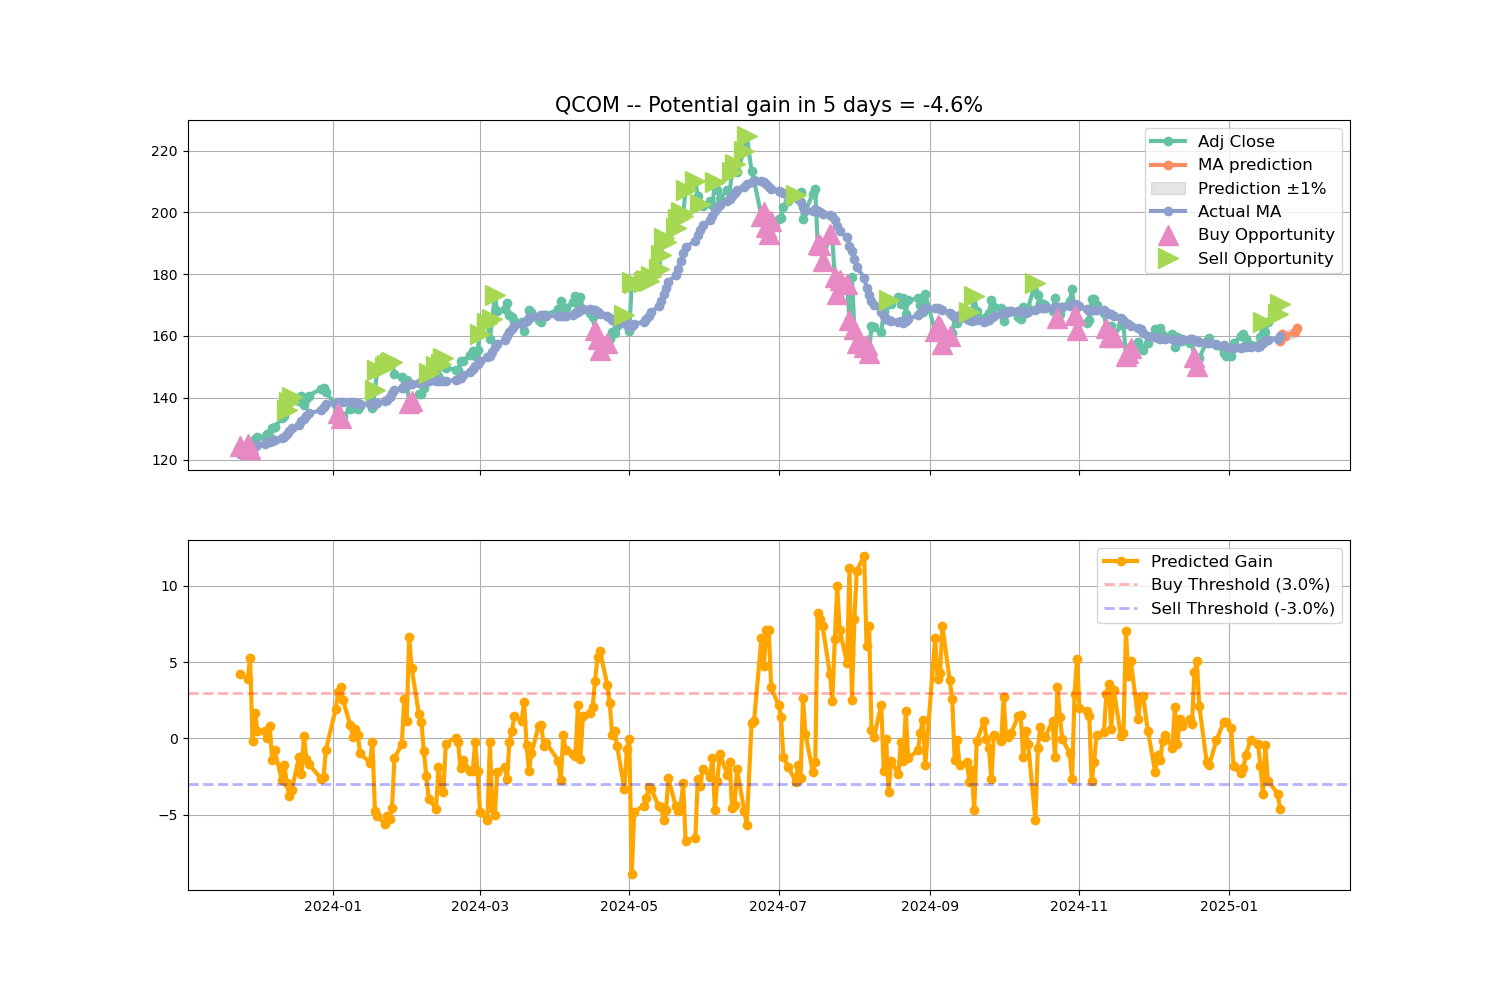 QCOM -- Potential gain in 5 days = -4.6%
220
200
180
160
140
120
Adj Close
MA prediction
Prediction ±1%
Actual MA
Buy Opportunity
Sell Opportunity
10
5
0
−5
Predicted Gain
Buy Threshold (3.0%)
Sell Threshold (-3.0%)
2024-01 2024-03 2024-05 2024-07 2024-09 2024-11 2025-01